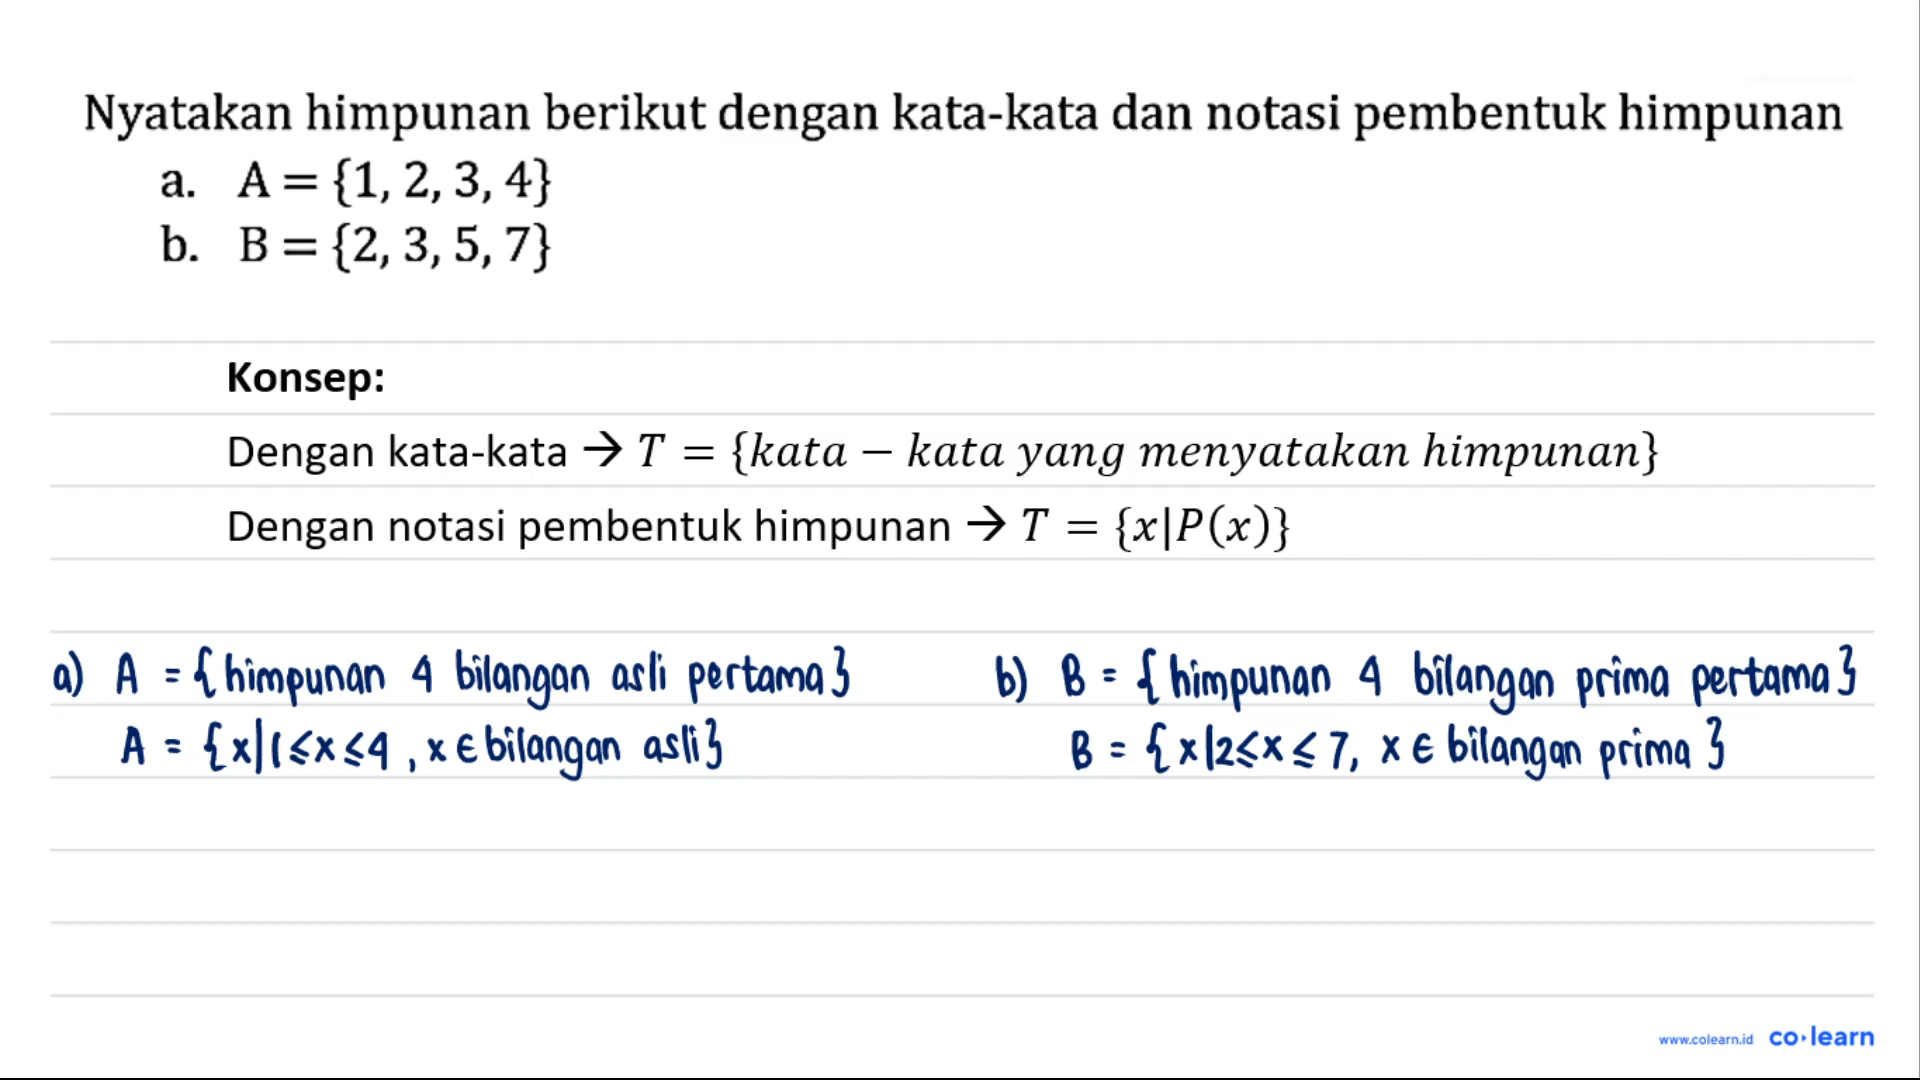 Nyatakan himpunan berikut dengan kata-kata dan notasi pembentuk himpunan
a. A = {1, 2, 3, 4}
b. B = {2, 3, 5, 7}
Konsep:
Dengan kata-kata → T = {kata − kata yang menyatakan himpunan}
Dengan notasi pembentuk himpunan → T = {x|P(x)}
a) A = {himpunan 4 bilangan asli pertama}
A = {x|1≤x≤4, x ∈ bilangan asli}
b) B = {himpunan 4 bilangan prima pertama}
B = {x|2≤x≤7, x ∈ bilangan prima}
www.colearn.id co·learn